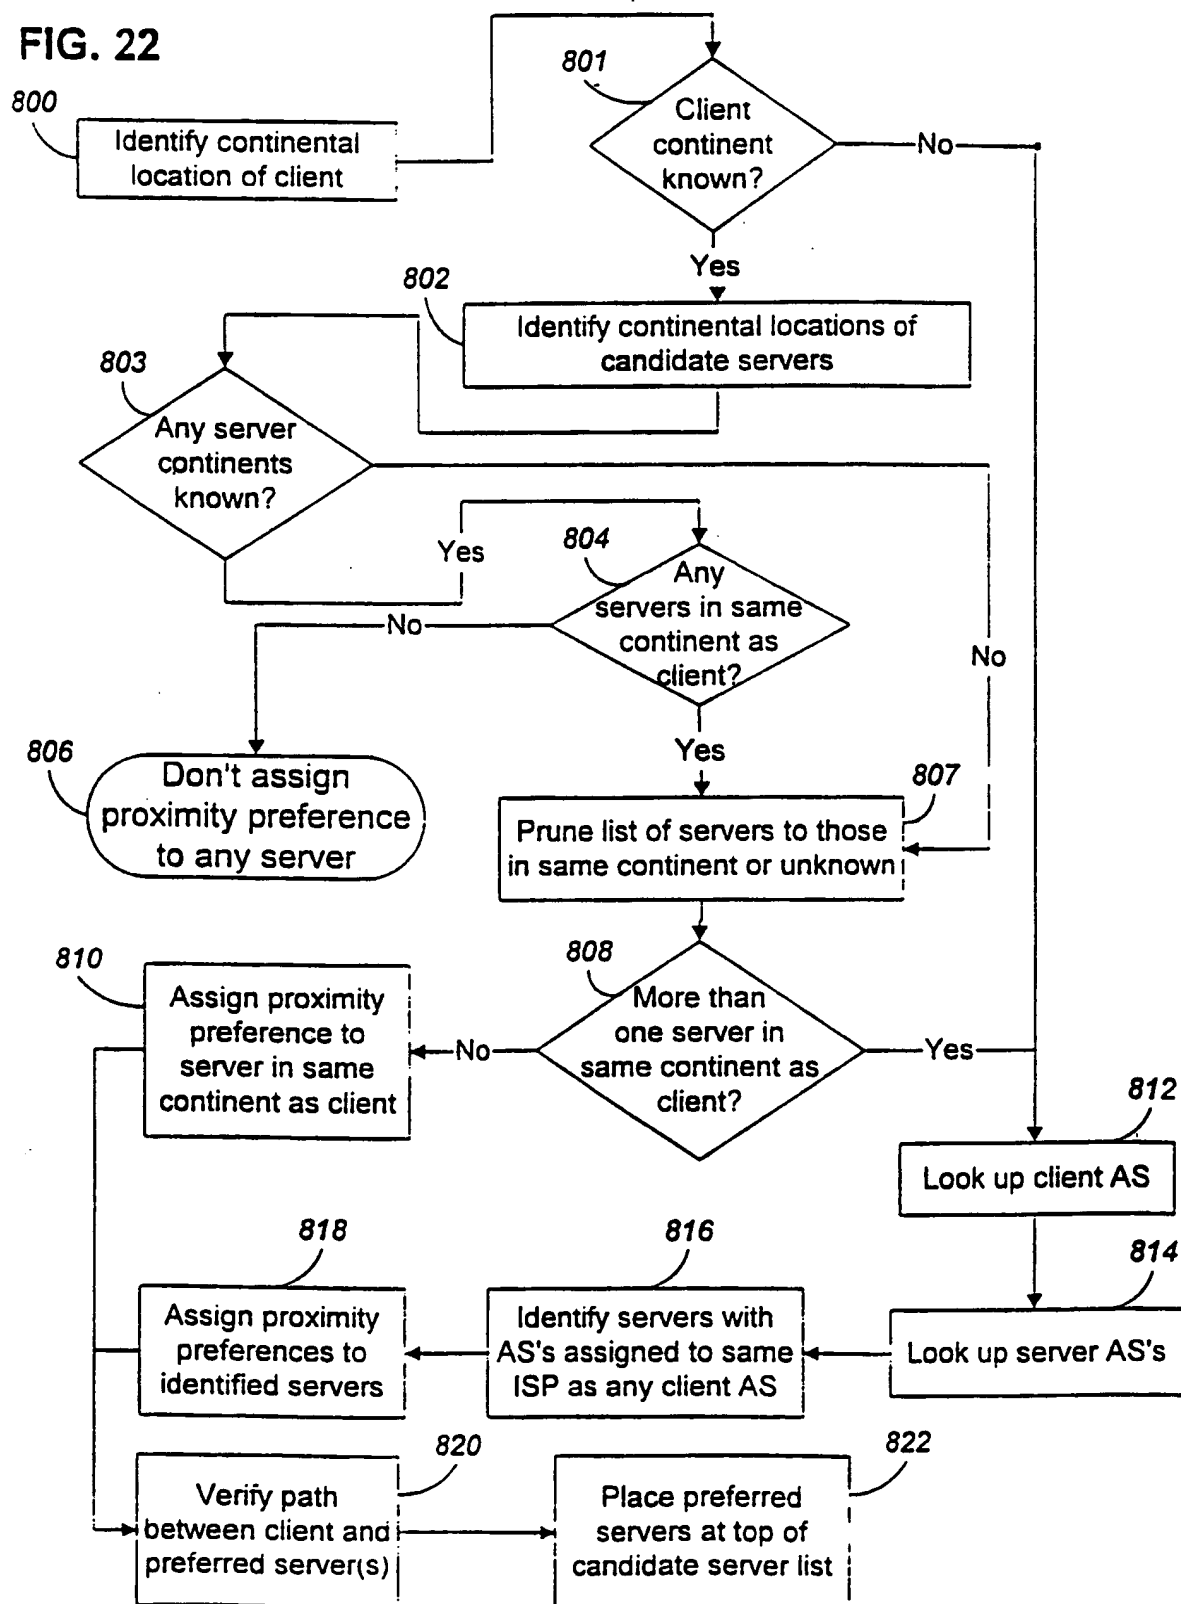 FIG. 22
800
Identify continental
location of client
801
Client
continent
known?
No
Yes
802
Identify continental locations of
candidate servers
803
Any server
continents
known?
Yes
No
804
Any
servers in same
continent as
client?
No
Yes
806
Don't assign
proximity preference
to any server
807
Prune list of servers to those
in same continent or unknown
808
More than
one server in
same continent as
client?
No
Yes
810
Assign proximity
preference to
server in same
continent as client
812
Look up client AS
814
Look up server AS's
816
Identify servers with
AS's assigned to same
ISP as any client AS
818
Assign proximity
preferences to
identified servers
820
Verify path
between client and
preferred server(s)
822
Place preferred
servers at top of
candidate server list